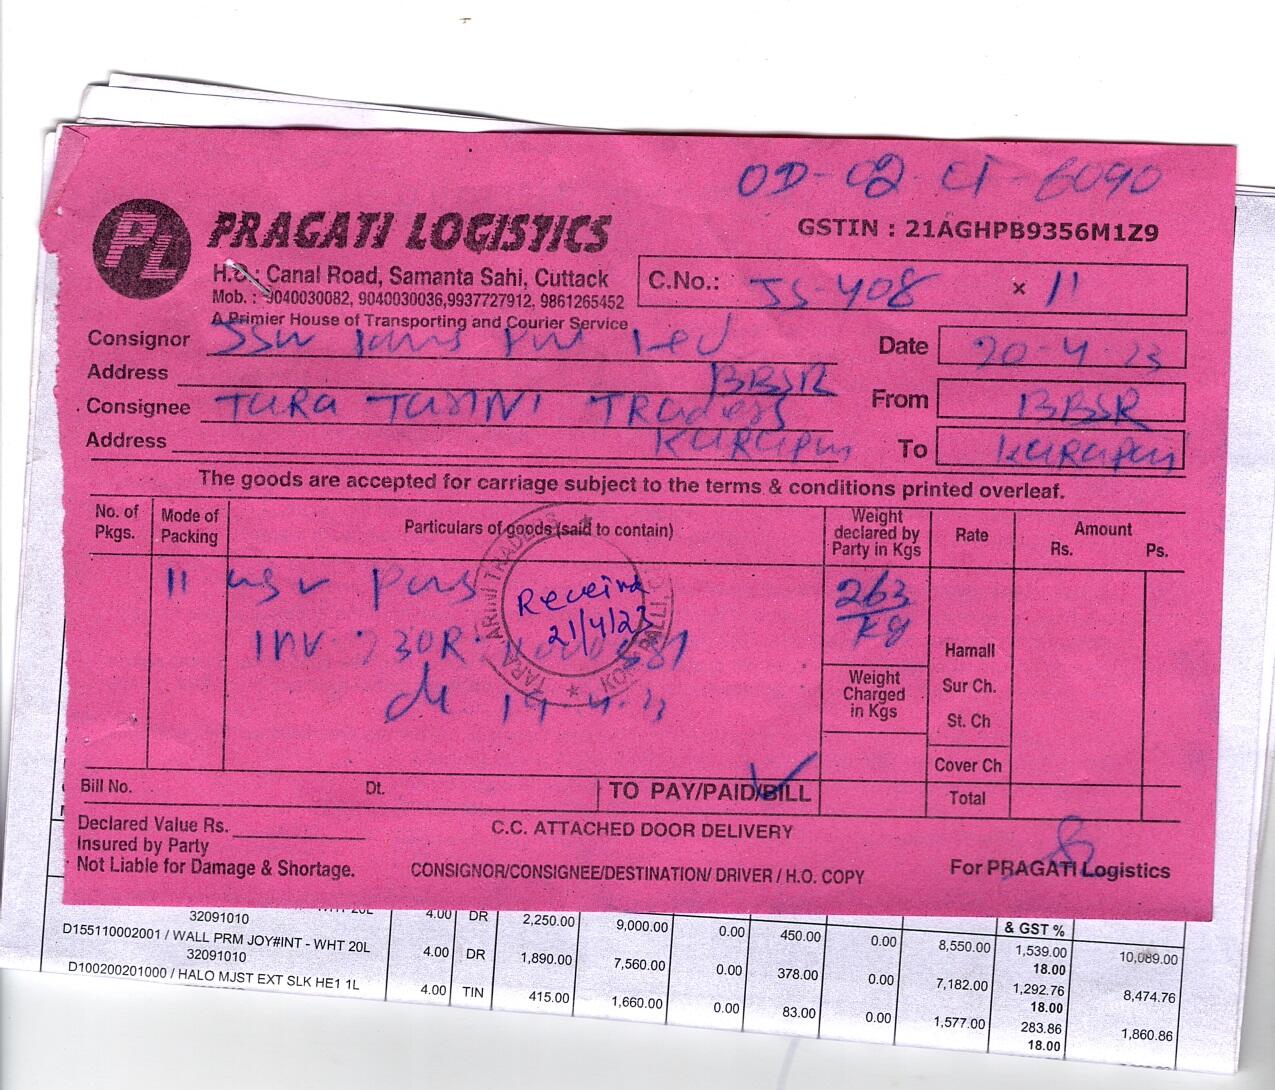 OD-02-CT-6090
PL
PRAGATI LOGISTICS
GSTIN : 21AGHPB9356M1Z9
H.O.: Canal Road, Samanta Sahi, Cuttack
Mob. : 9040030082, 9040030036,9937727912, 9861265452
A Primier House of Transporting and Courier Service
C.No.: JS-408 × 11
Consignor JSW
Date 20-4-23
Address BBSR
Consignee TARA TARINI Traders
From BBSR
Address
To
The goods are accepted for carriage subject to the terms & conditions printed overleaf.
No. of Pkgs. Mode of Packing Particulars of goods (said to contain) Weight declared by Party in Kgs Rate Amount Rs. Ps.
11
263 Kg
Received
21/4/23
TARA TARINI TRADERS
INV
Hamall
Weight Charged in Kgs
Sur Ch.
St. Ch
Cover Ch
Bill No. Dt. TO PAY/PAID/BILL Total
Declared Value Rs.
C.C. ATTACHED DOOR DELIVERY
Insured by Party
Not Liable for Damage & Shortage. CONSIGNOR/CONSIGNEE/DESTINATION/ DRIVER / H.O. COPY For PRAGATI Logistics
& GST %
WHT 20L 4.00 DR 2,250.00 9,000.00 0.00 450.00 0.00 8,550.00 1,539.00 10,089.00
32091010 18.00
D155110002001 / WALL PRM JOY#INT - WHT 20L 4.00 DR 1,890.00 7,560.00 0.00 378.00 0.00 7,182.00 1,292.76 8,474.76
32091010 18.00
D100200201000 / HALO MJST EXT SLK HE1 1L 4.00 TIN 415.00 1,660.00 0.00 83.00 0.00 1,577.00 283.86 1,860.86
18.00